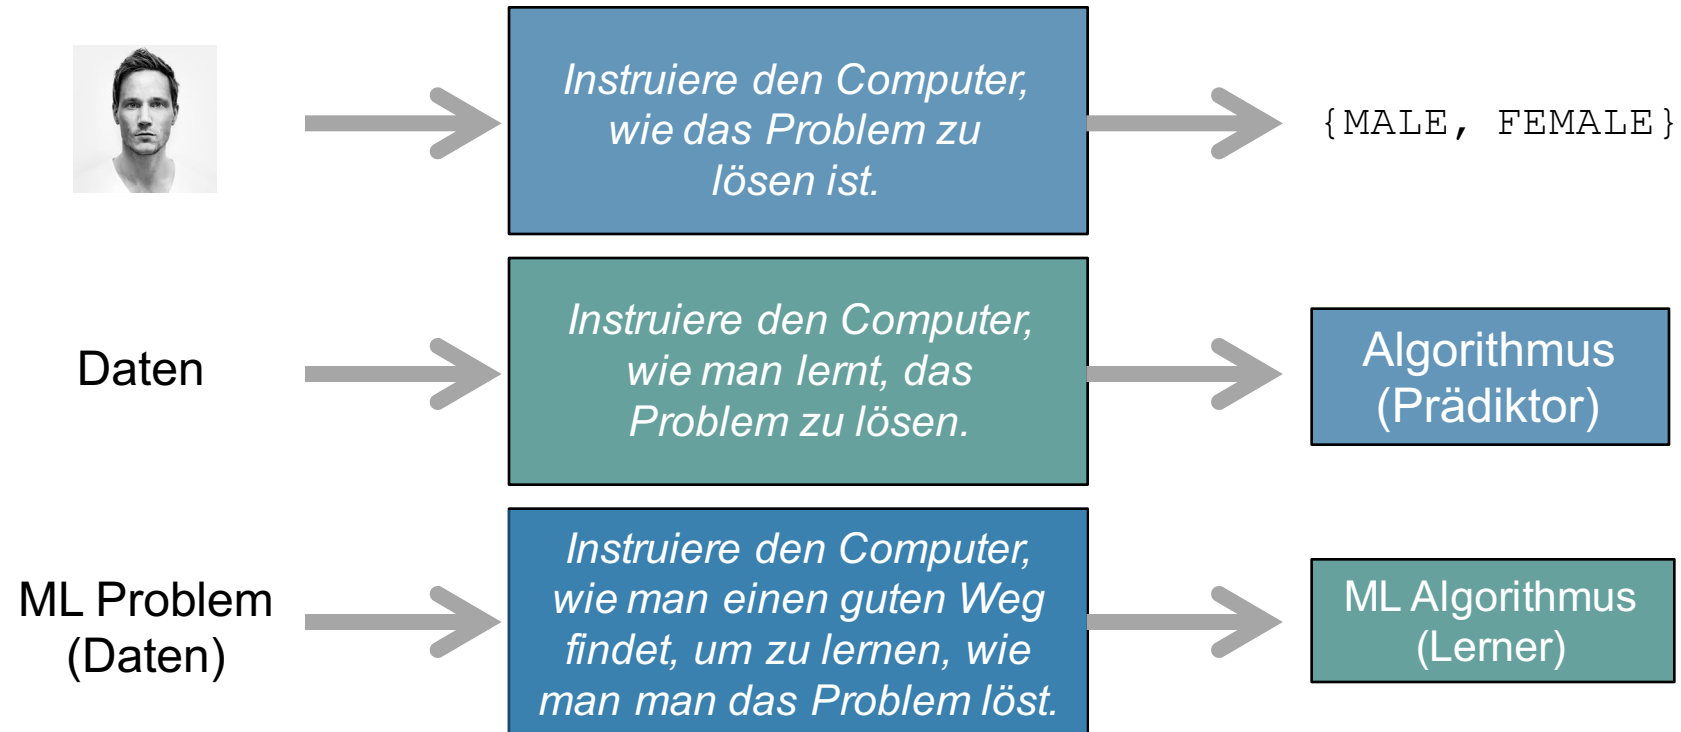 Instruiere den Computer,
wie das Problem zu
lösen ist.
{MALE, FEMALE}
Daten
Instruiere den Computer,
wie man lernt, das
Problem zu lösen.
Algorithmus
(Prädiktor)
ML Problem
(Daten)
Instruiere den Computer,
wie man einen guten Weg
findet, um zu lernen, wie
man man das Problem löst.
ML Algorithmus
(Lerner)